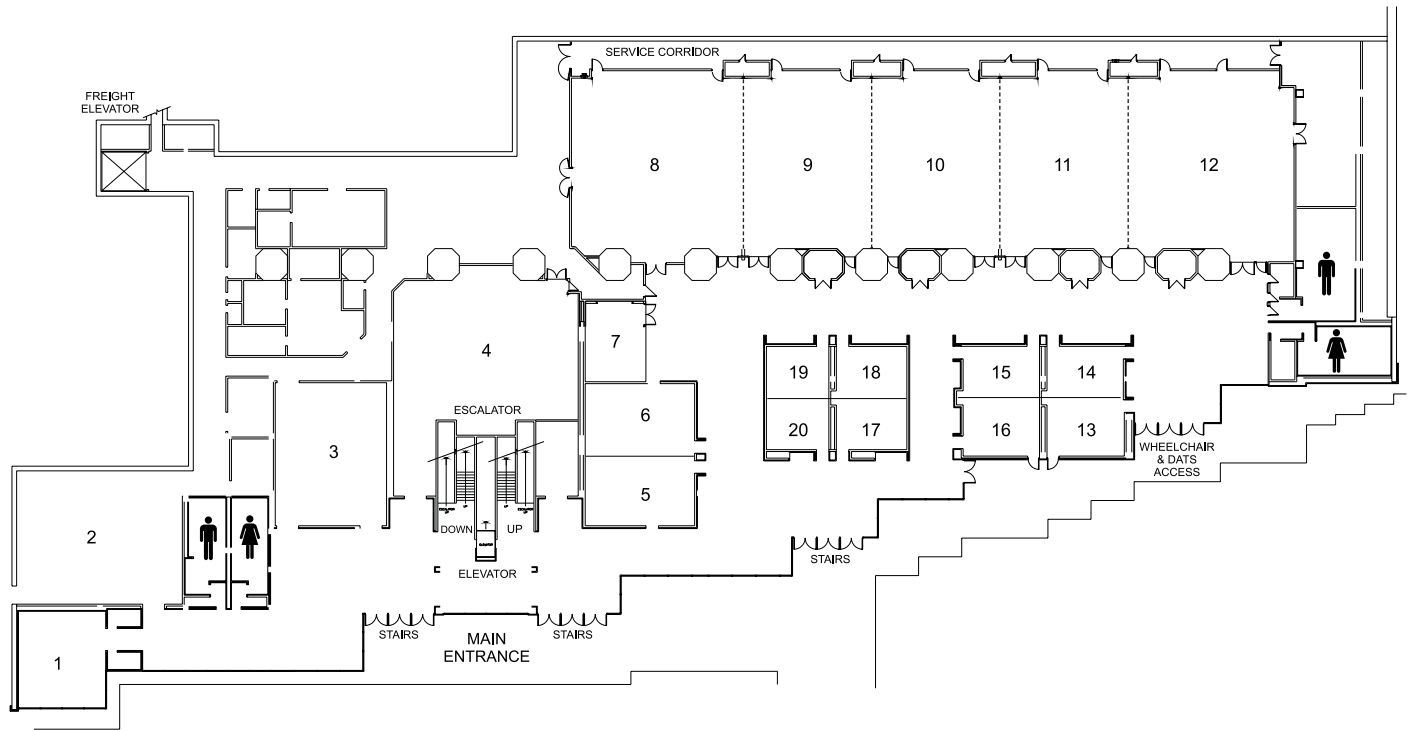 SERVICE CORRIDOR
FREIGHT
ELEVATOR
8
9
10
11
12
4
7
19
18
15
14
ESCALATOR
6
3
20
17
16
13
WHEELCHAIR
& DATS
ACCESS
5
DOWN
UP
2
ELEVATOR
STAIRS
STAIRS
STAIRS
MAIN
ENTRANCE
1